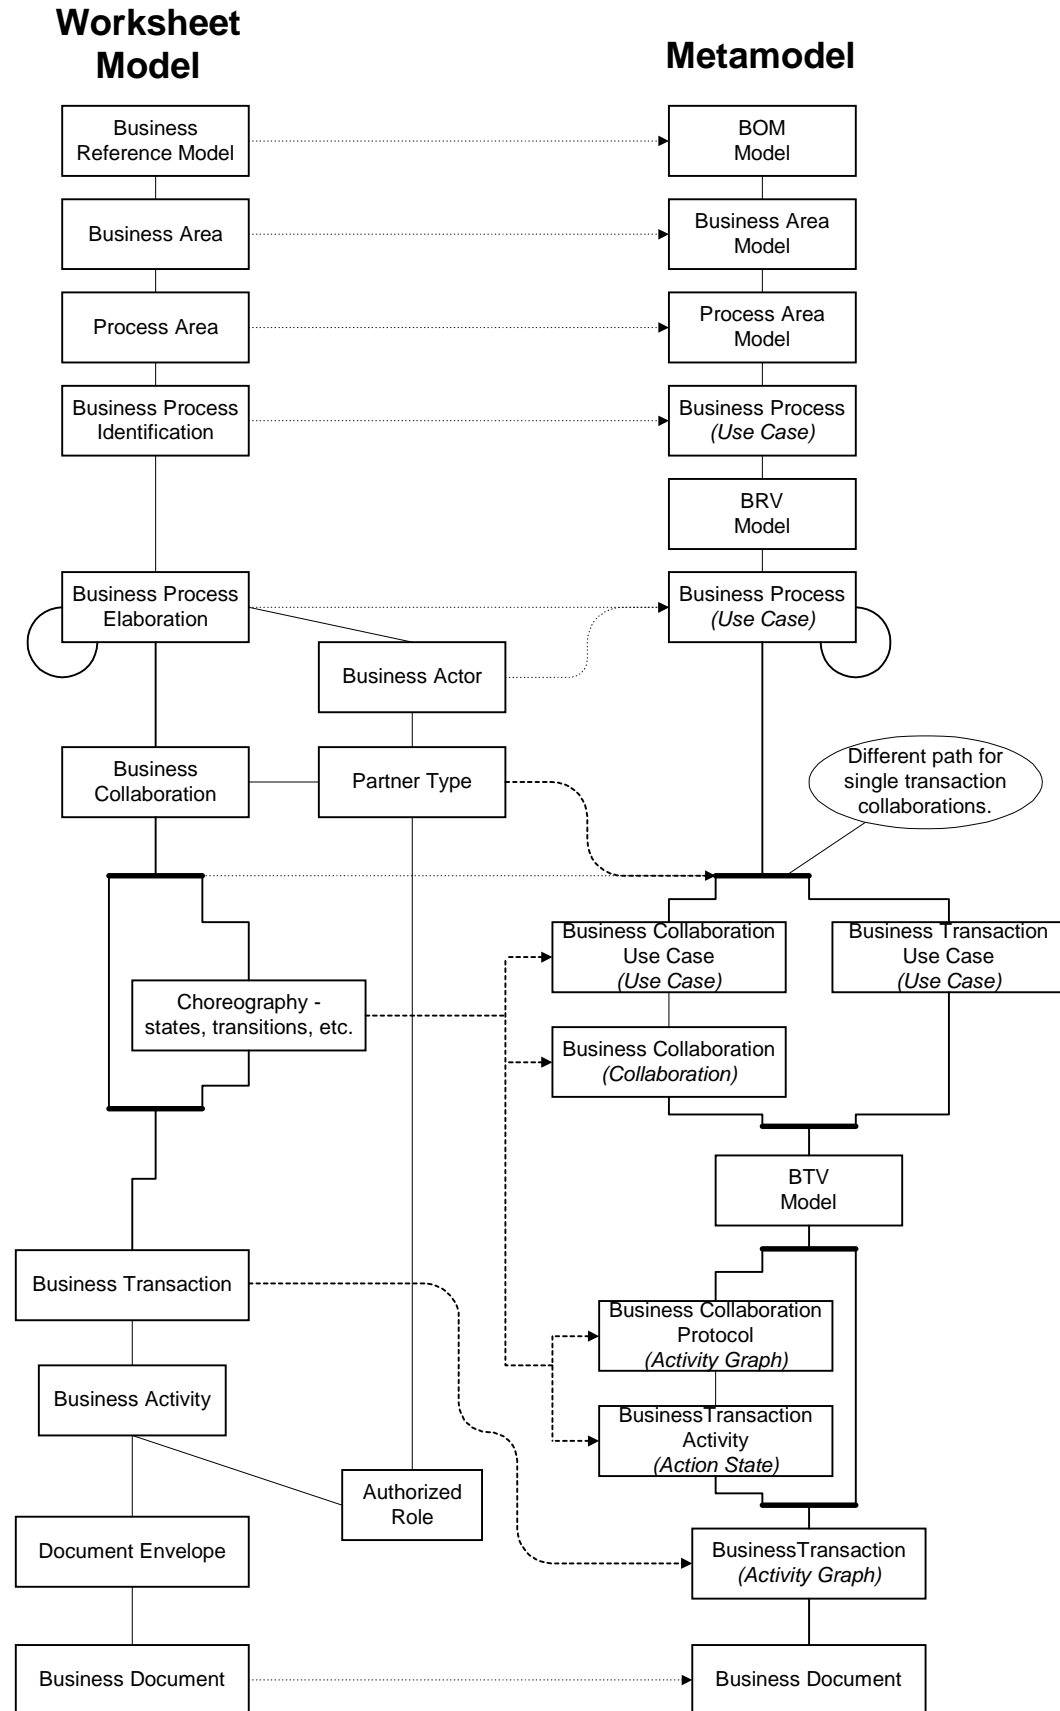 Worksheet
Model
Metamodel
Business
Reference Model
BOM
Model
Business Area
Business Area
Model
Process Area
Process Area
Model
Business Process
Identification
Business Process
(Use Case)
BRV
Model
Business Process
Elaboration
Business Process
(Use Case)
Business Actor
Business
Collaboration
Partner Type
Different path for
single transaction
collaborations.
Business Collaboration
Use Case
(Use Case)
Business Transaction
Use Case
(Use Case)
Choreography -
states, transitions, etc.
Business Collaboration
(Collaboration)
BTV
Model
Business Transaction
Business Collaboration
Protocol
(Activity Graph)
Business Activity
BusinessTransaction
Activity
(Action State)
Authorized
Role
Document Envelope
BusinessTransaction
(Activity Graph)
Business Document
Business Document